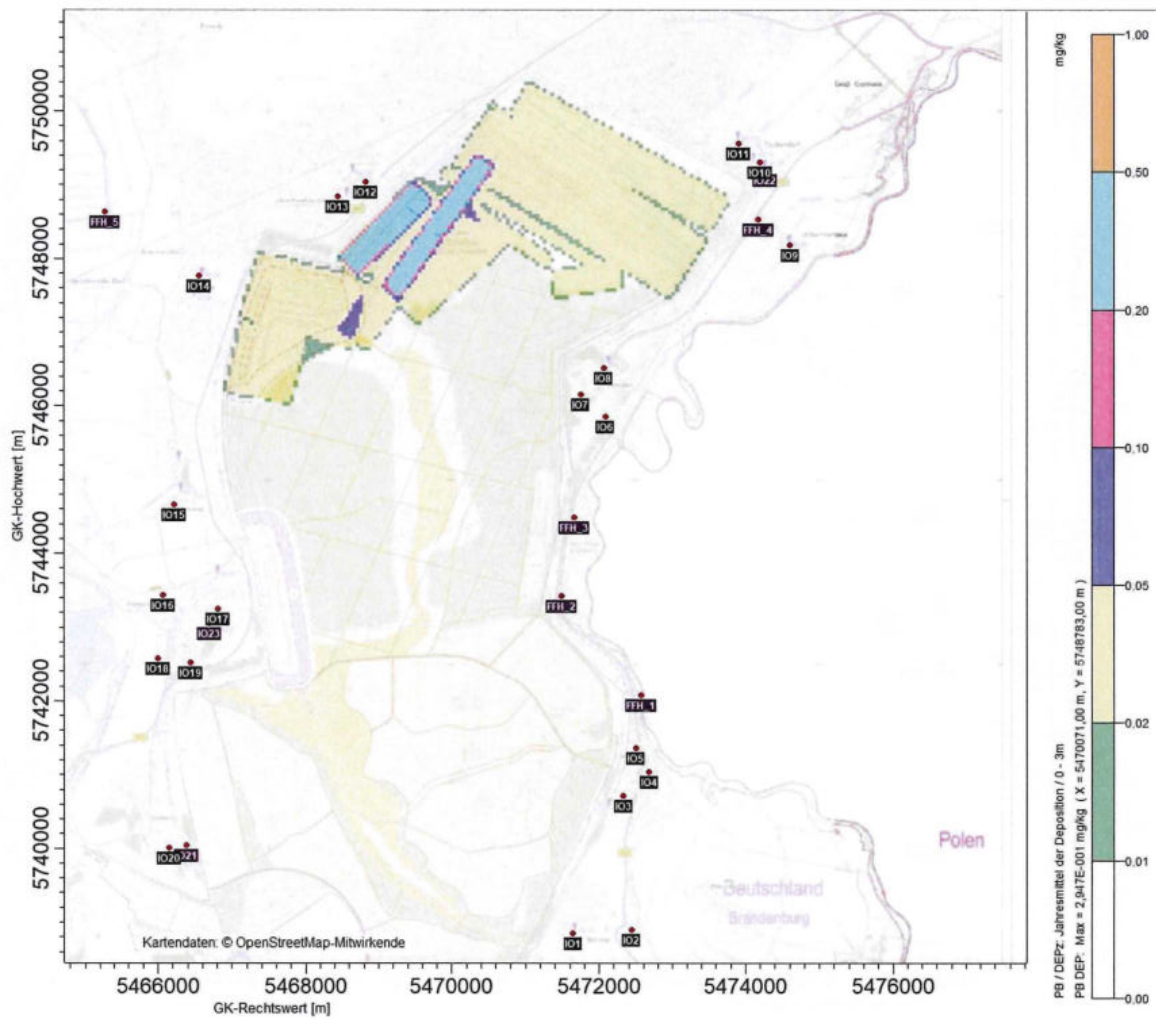 mg/kg
1.00
0.50
0.20
0.10
0.05
0.02
0.01
0.00
PB / DEPz: Jahresmittel der Deposition / 0 - 3m
PB DEP: Max = 2,947E-001 mg/kg ( X = 5470071,00 m, Y = 5748783,00 m )
GK-Hochwert [m]
5750000
5748000
5746000
5744000
5742000
5740000
IO11
IO10
IO22
IO12
IO13
FFH_5
FFH_4
IO9
IO14
IO8
IO7
IO6
IO15
FFH_3
IO16
FFH_2
IO17
IO23
IO18
IO19
FFH_1
IO5
IO4
IO3
IO20
IO21
Polen
Deutschland
Brandenburg
IO1
IO2
Kartendaten: © OpenStreetMap-Mitwirkende
5466000
5468000
5470000
5472000
5474000
5476000
GK-Rechtswert [m]